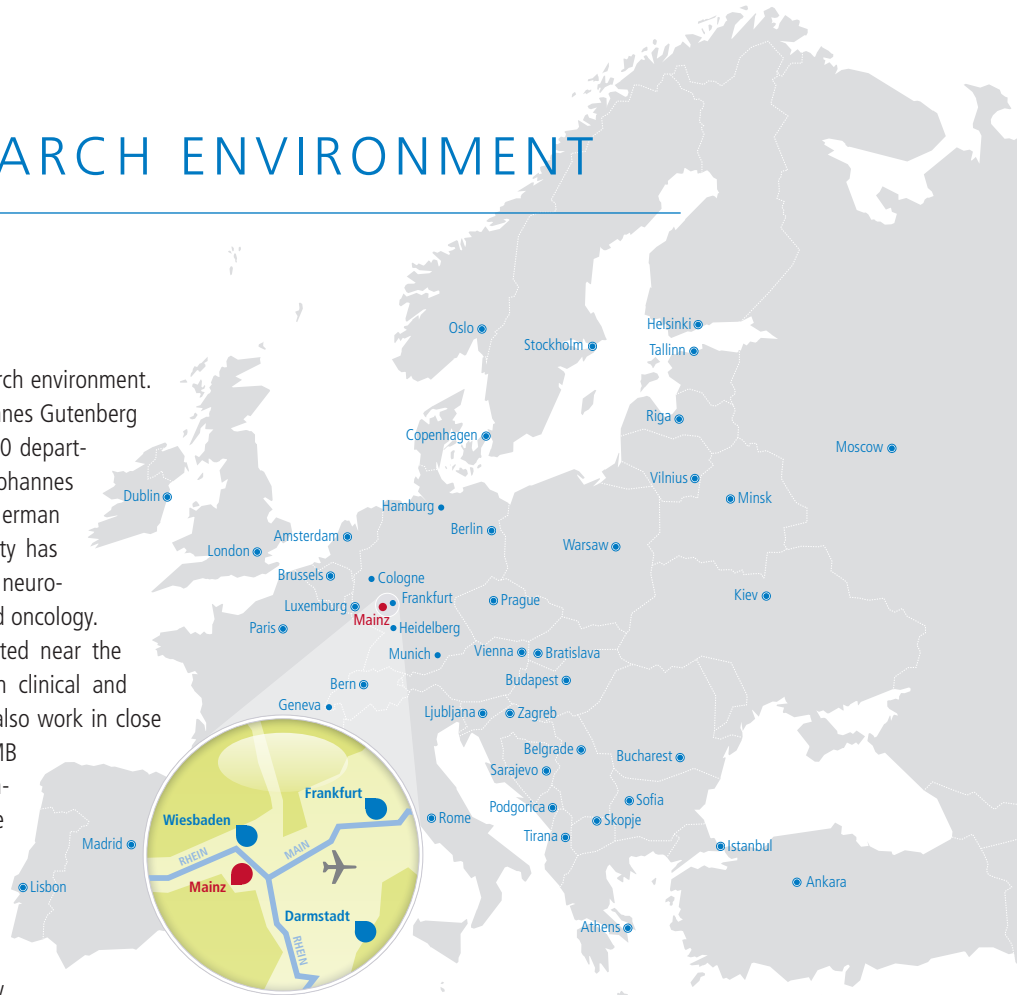 ARCH ENVIRONMENT
rch environment.
nnes Gutenberg
0 depart-
ohannes
erman
ty has
neuro-
d oncology.
ted near the
n clinical and
also work in close
MB
n-
e
Oslo
Stockholm
Helsinki
Tallinn
Riga
Copenhagen
Moscow
Vilnius
Minsk
Dublin
Hamburg
Berlin
Amsterdam
London
Warsaw
Brussels
Cologne
Frankfurt
Luxemburg
Mainz
Prague
Kiev
Paris
Heidelberg
Munich
Vienna
Bratislava
Budapest
Bern
Geneva
Ljubljana
Zagreb
Belgrade
Bucharest
Sarajevo
Podgorica
Sofia
Skopje
Rome
Tirana
Madrid
Istanbul
Lisbon
Ankara
Athens
Frankfurt
Wiesbaden
RHEIN
MAIN
Mainz
Darmstadt
RHEIN